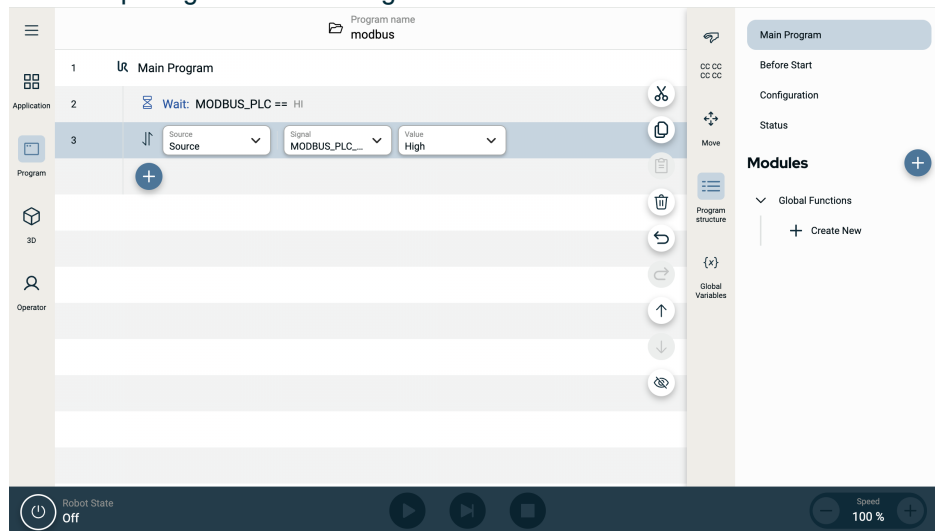 Program name
modbus
Application
Program
3D
Operator
1 Main Program
2 Wait: MODBUS_PLC == HI
3 Source
Source
Signal
MODBUS_PLC_...
Value
High
CC CC
CC CC
Move
Program
structure
{x}
Global
Variables
Main Program
Before Start
Configuration
Status
Modules
Global Functions
Create New
Robot State
Off
Speed
100 %